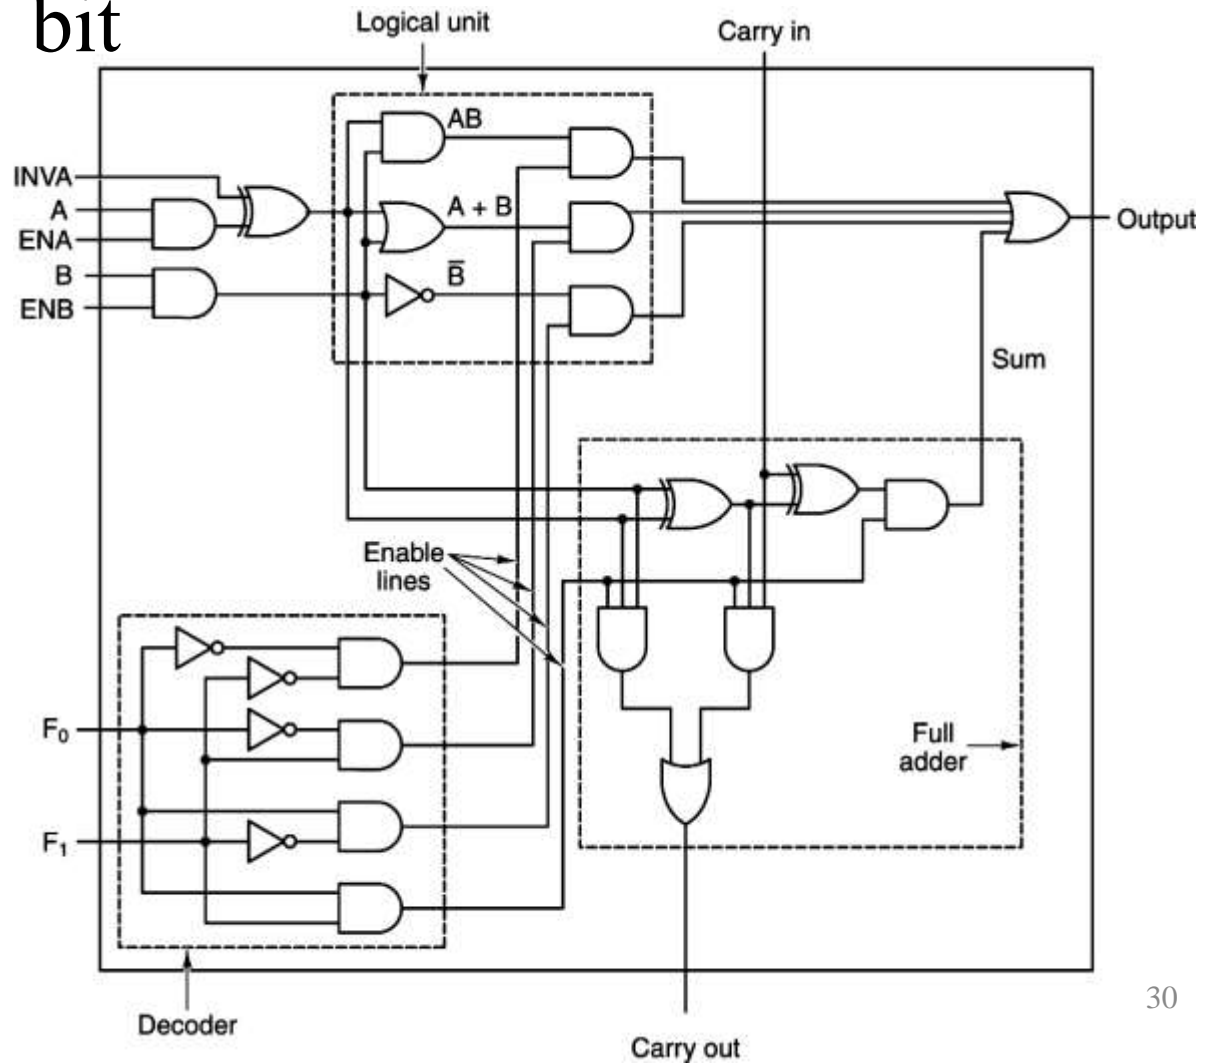 bit
Logical unit
Carry in
AB
INVA
A
A + B
ENA
Output
B
B̅
ENB
Sum
Enable
lines
F₀
Full
adder
F₁
Decoder
30
Carry out